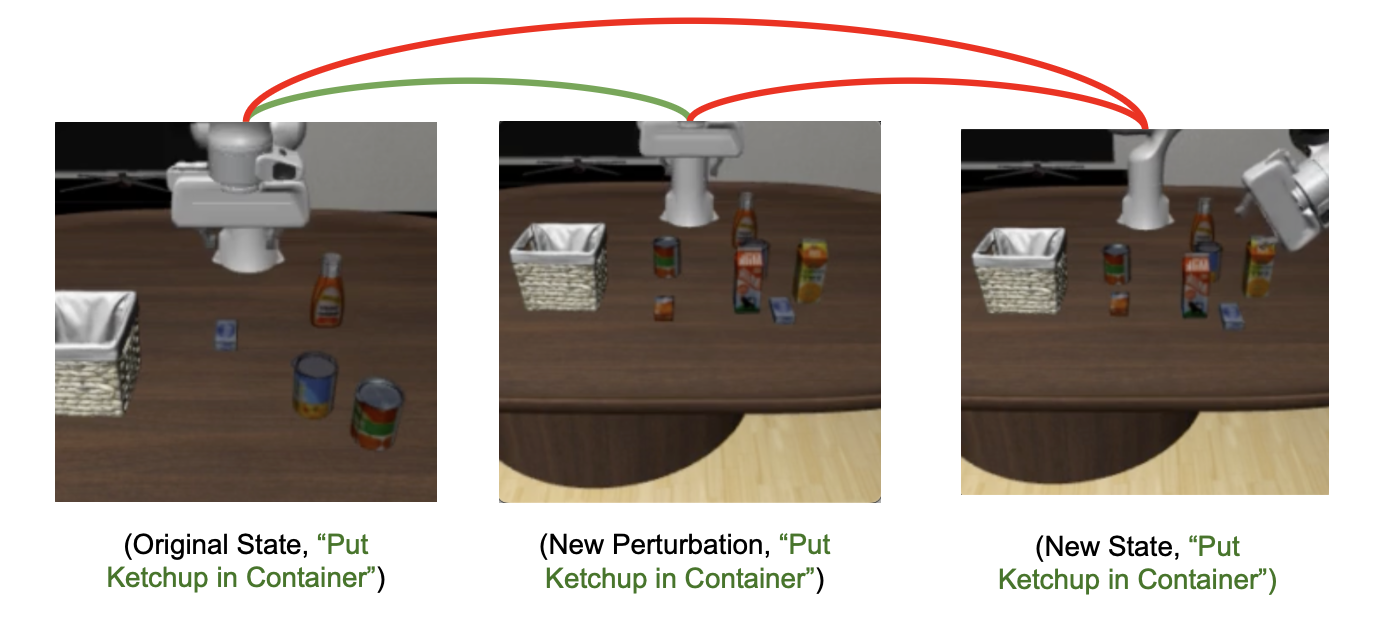 (Original State, “Put
Ketchup in Container”)
(New Perturbation, “Put
Ketchup in Container”)
(New State, “Put
Ketchup in Container”)